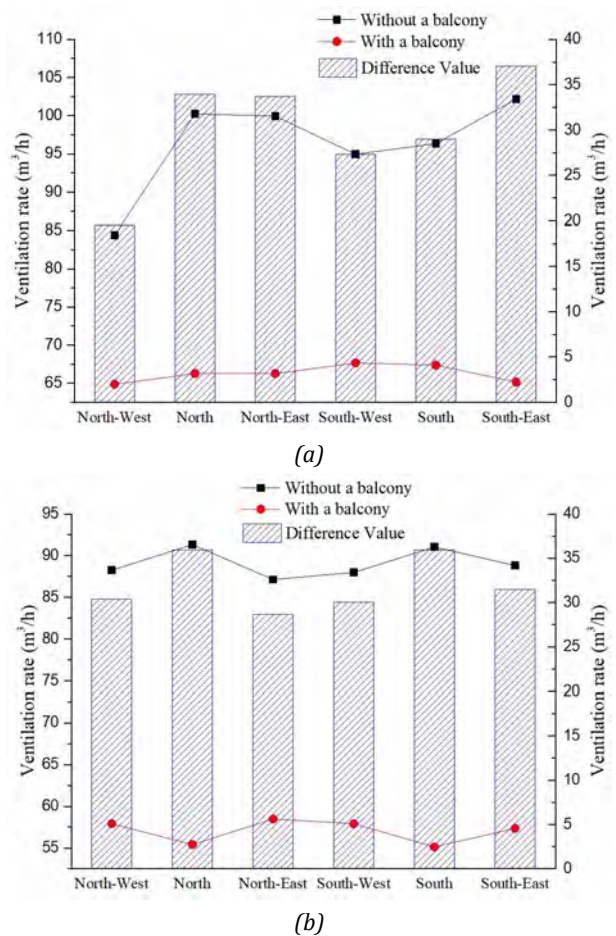 Without a balcony
With a balcony
Difference Value
Ventilation rate (m³/h)
110
105
100
95
90
85
80
75
70
65
40
35
30
25
20
15
10
5
0
Ventilation rate (m³/h)
North-West North North-East South-West South South-East
(a)
Without a balcony
With a balcony
Difference Value
Ventilation rate (m³/h)
95
90
85
80
75
70
65
60
55
40
35
30
25
20
15
10
5
0
Ventilation rate (m³/h)
North-West North North-East South-West South South-East
(b)